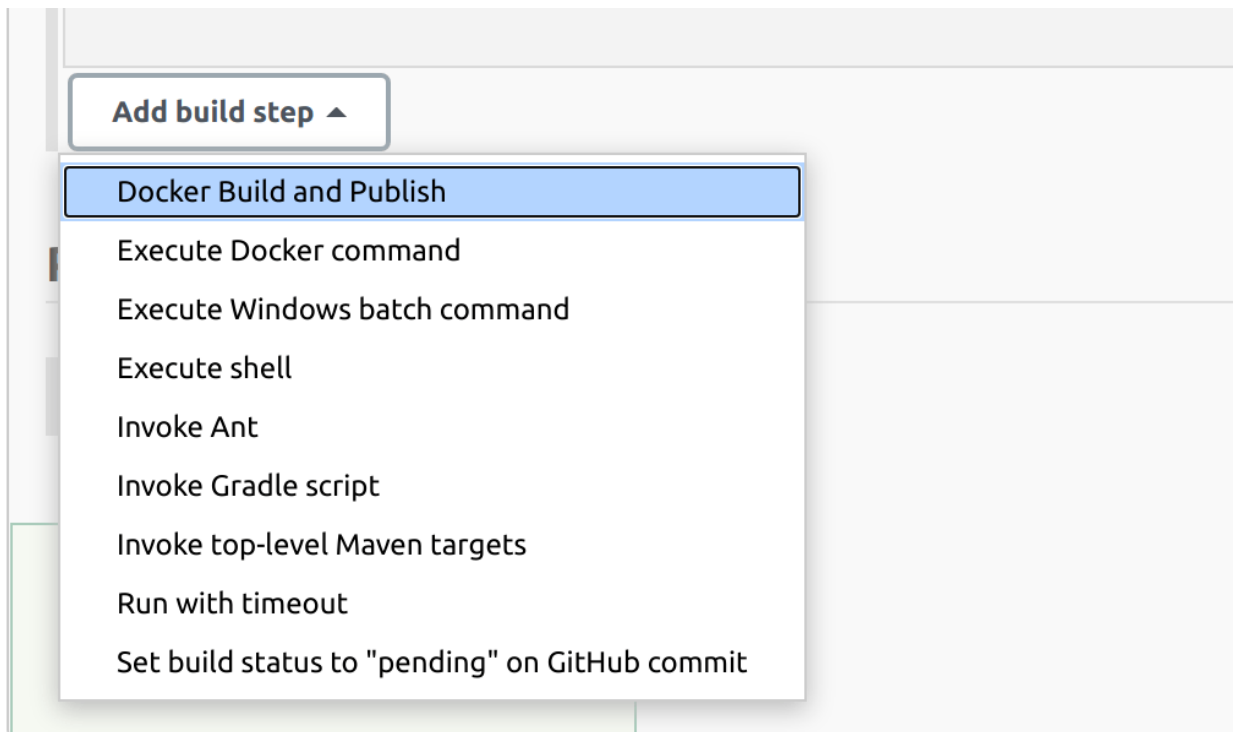 Add build step
Docker Build and Publish
Execute Docker command
Execute Windows batch command
Execute shell
Invoke Ant
Invoke Gradle script
Invoke top-level Maven targets
Run with timeout
Set build status to "pending" on GitHub commit